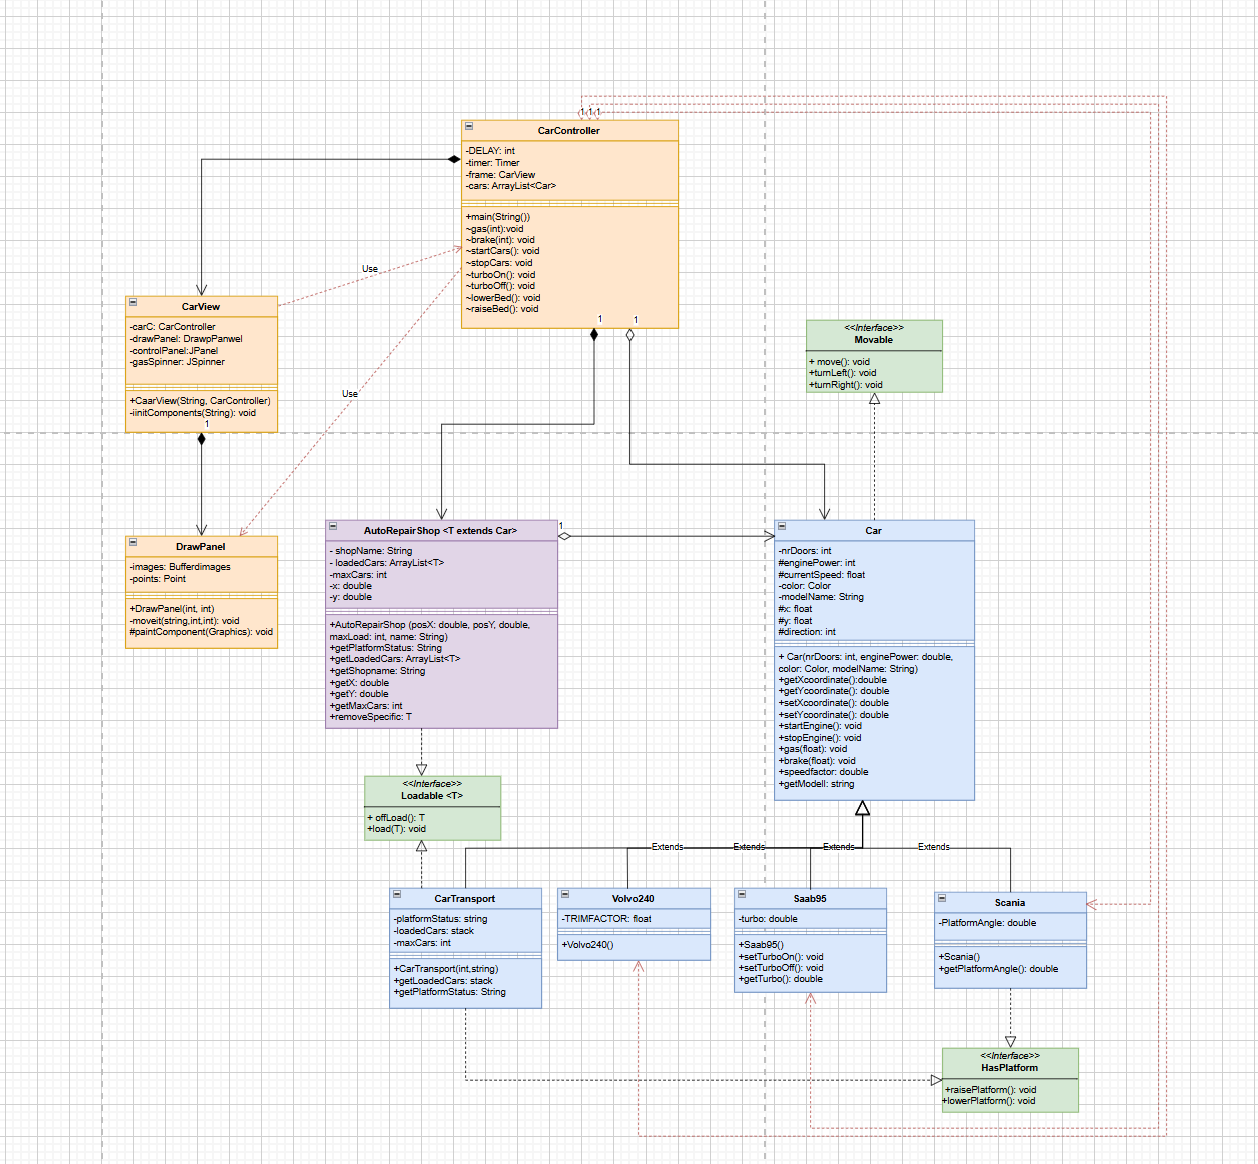 1 1 1
CarController
-DELAY: int
-timer: Timer
-frame: CarView
-cars: ArrayList<Car>
+main(String())
~gas(int):void
~brake(int): void
~startCars(): void
~stopCars: void
~turboOn(): void
~turboOff(): void
~lowerBed(): void
~raiseBed(): void
1
1
Use
Use
CarView
-carC: CarController
-drawPanel: DrawpPanwel
-controlPanel:JPanel
-gasSpinner: JSpinner
+CaarView(String, CarController)
-iinitComponents(String): void
1
<<Interface>>
Movable
+ move(): void
+turnLeft(): void
+turnRight(): void
DrawPanel
-images: Bufferdimages
-points: Point
+DrawPanel(int, int)
-moveit(string,int,int): void
#paintComponent(Graphics): void
AutoRepairShop <T extends Car>
- shopName: String
- loadedCars: ArrayList<T>
-maxCars: int
-x: double
-y: double
+AutoRepairShop (posX: double, posY, double,
maxLoad: int, name: String)
+getPlatformStatus: String
+getLoadedCars: ArrayList<T>
+getShopname: String
+getX: double
+getY: double
+getMaxCars: int
+removeSpecific: T
1
Car
-nrDoors: int
#enginePower: int
#currentSpeed: float
-color: Color
-modelName: String
#x: float
#y: float
#direction: int
+ Car(nrDoors: int, enginePower: double,
color: Color, modelName: String)
+getXcoordinate():double
+getYcoordinate(): double
+setXcoordinate(): double
+setYcoordinate(): double
+startEngine(): void
+stopEngine(): void
+gas(float): void
+brake(float): void
+speedfactor: double
+getModell: string
<<Interface>>
Loadable <T>
+ offLoad(): T
+load(T): void
Extends
Extends
Extends
Extends
CarTransport
-platformStatus: string
-loadedCars: stack
-maxCars: int
+CarTransport(int,string)
+getLoadedCars: stack
+getPlatformStatus: String
Volvo240
-TRIMFACTOR: float
+Volvo240()
Saab95
-turbo: double
+Saab95()
+setTurboOn(): void
+setTurboOff(): void
+getTurbo(): double
Scania
-PlatformAngle: double
+Scania()
+getPlatformAngle(): double
<<Interface>>
HasPlatform
+raisePlatform(): void
+lowerPlatform(): void